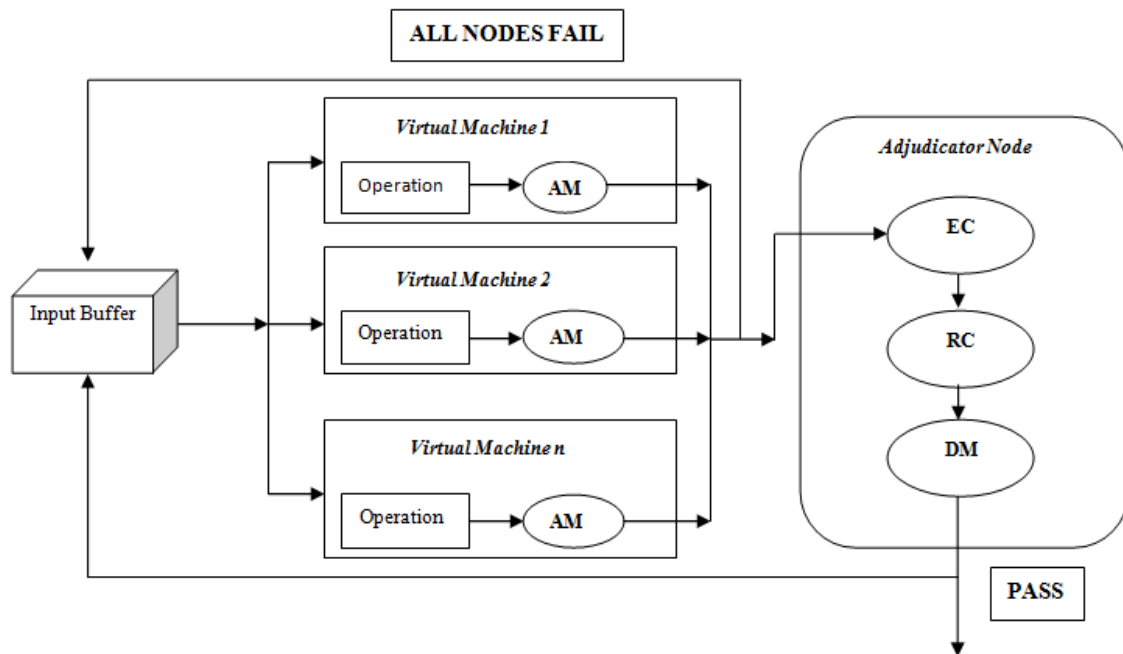 ALL NODES FAIL
Virtual Machine 1
Operation
AM
Adjudicator Node
EC
Virtual Machine 2
Input Buffer
Operation
AM
RC
Virtual Machine n
DM
Operation
AM
PASS